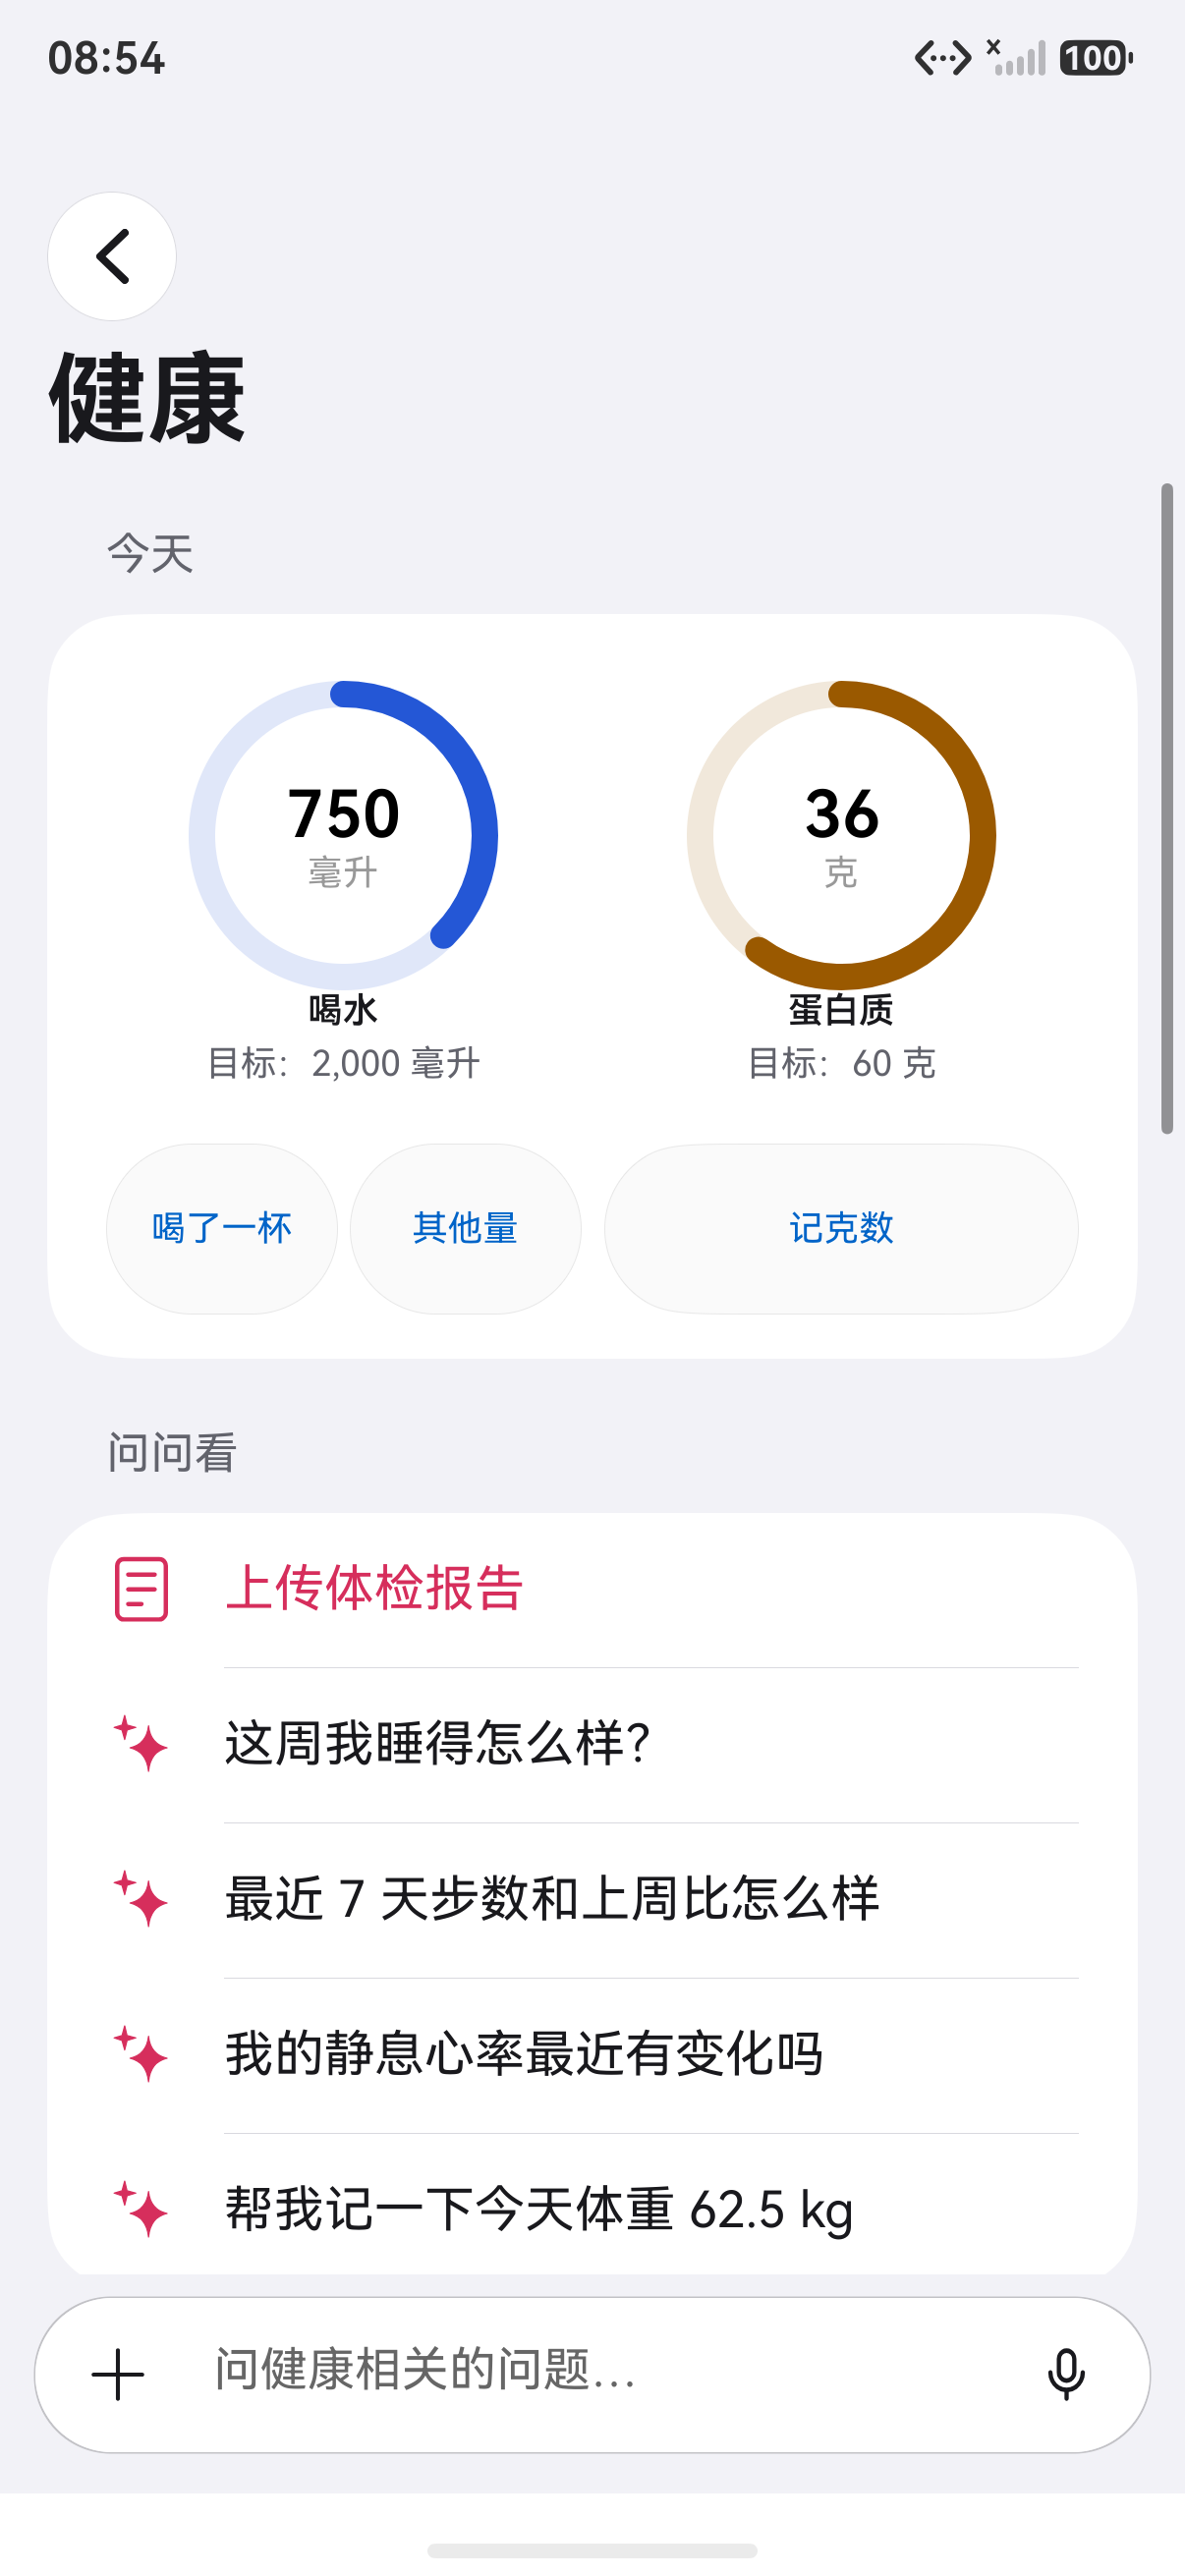 08:54
100
健康
今天
750
毫升
36
克
喝水
蛋白质
目标：2,000 毫升
目标：60 克
喝了一杯
其他量
记克数
问问看
上传体检报告
这周我睡得怎么样？
最近 7 天步数和上周比怎么样
我的静息心率最近有变化吗
帮我记一下今天体重 62.5 kg
问健康相关的问题…